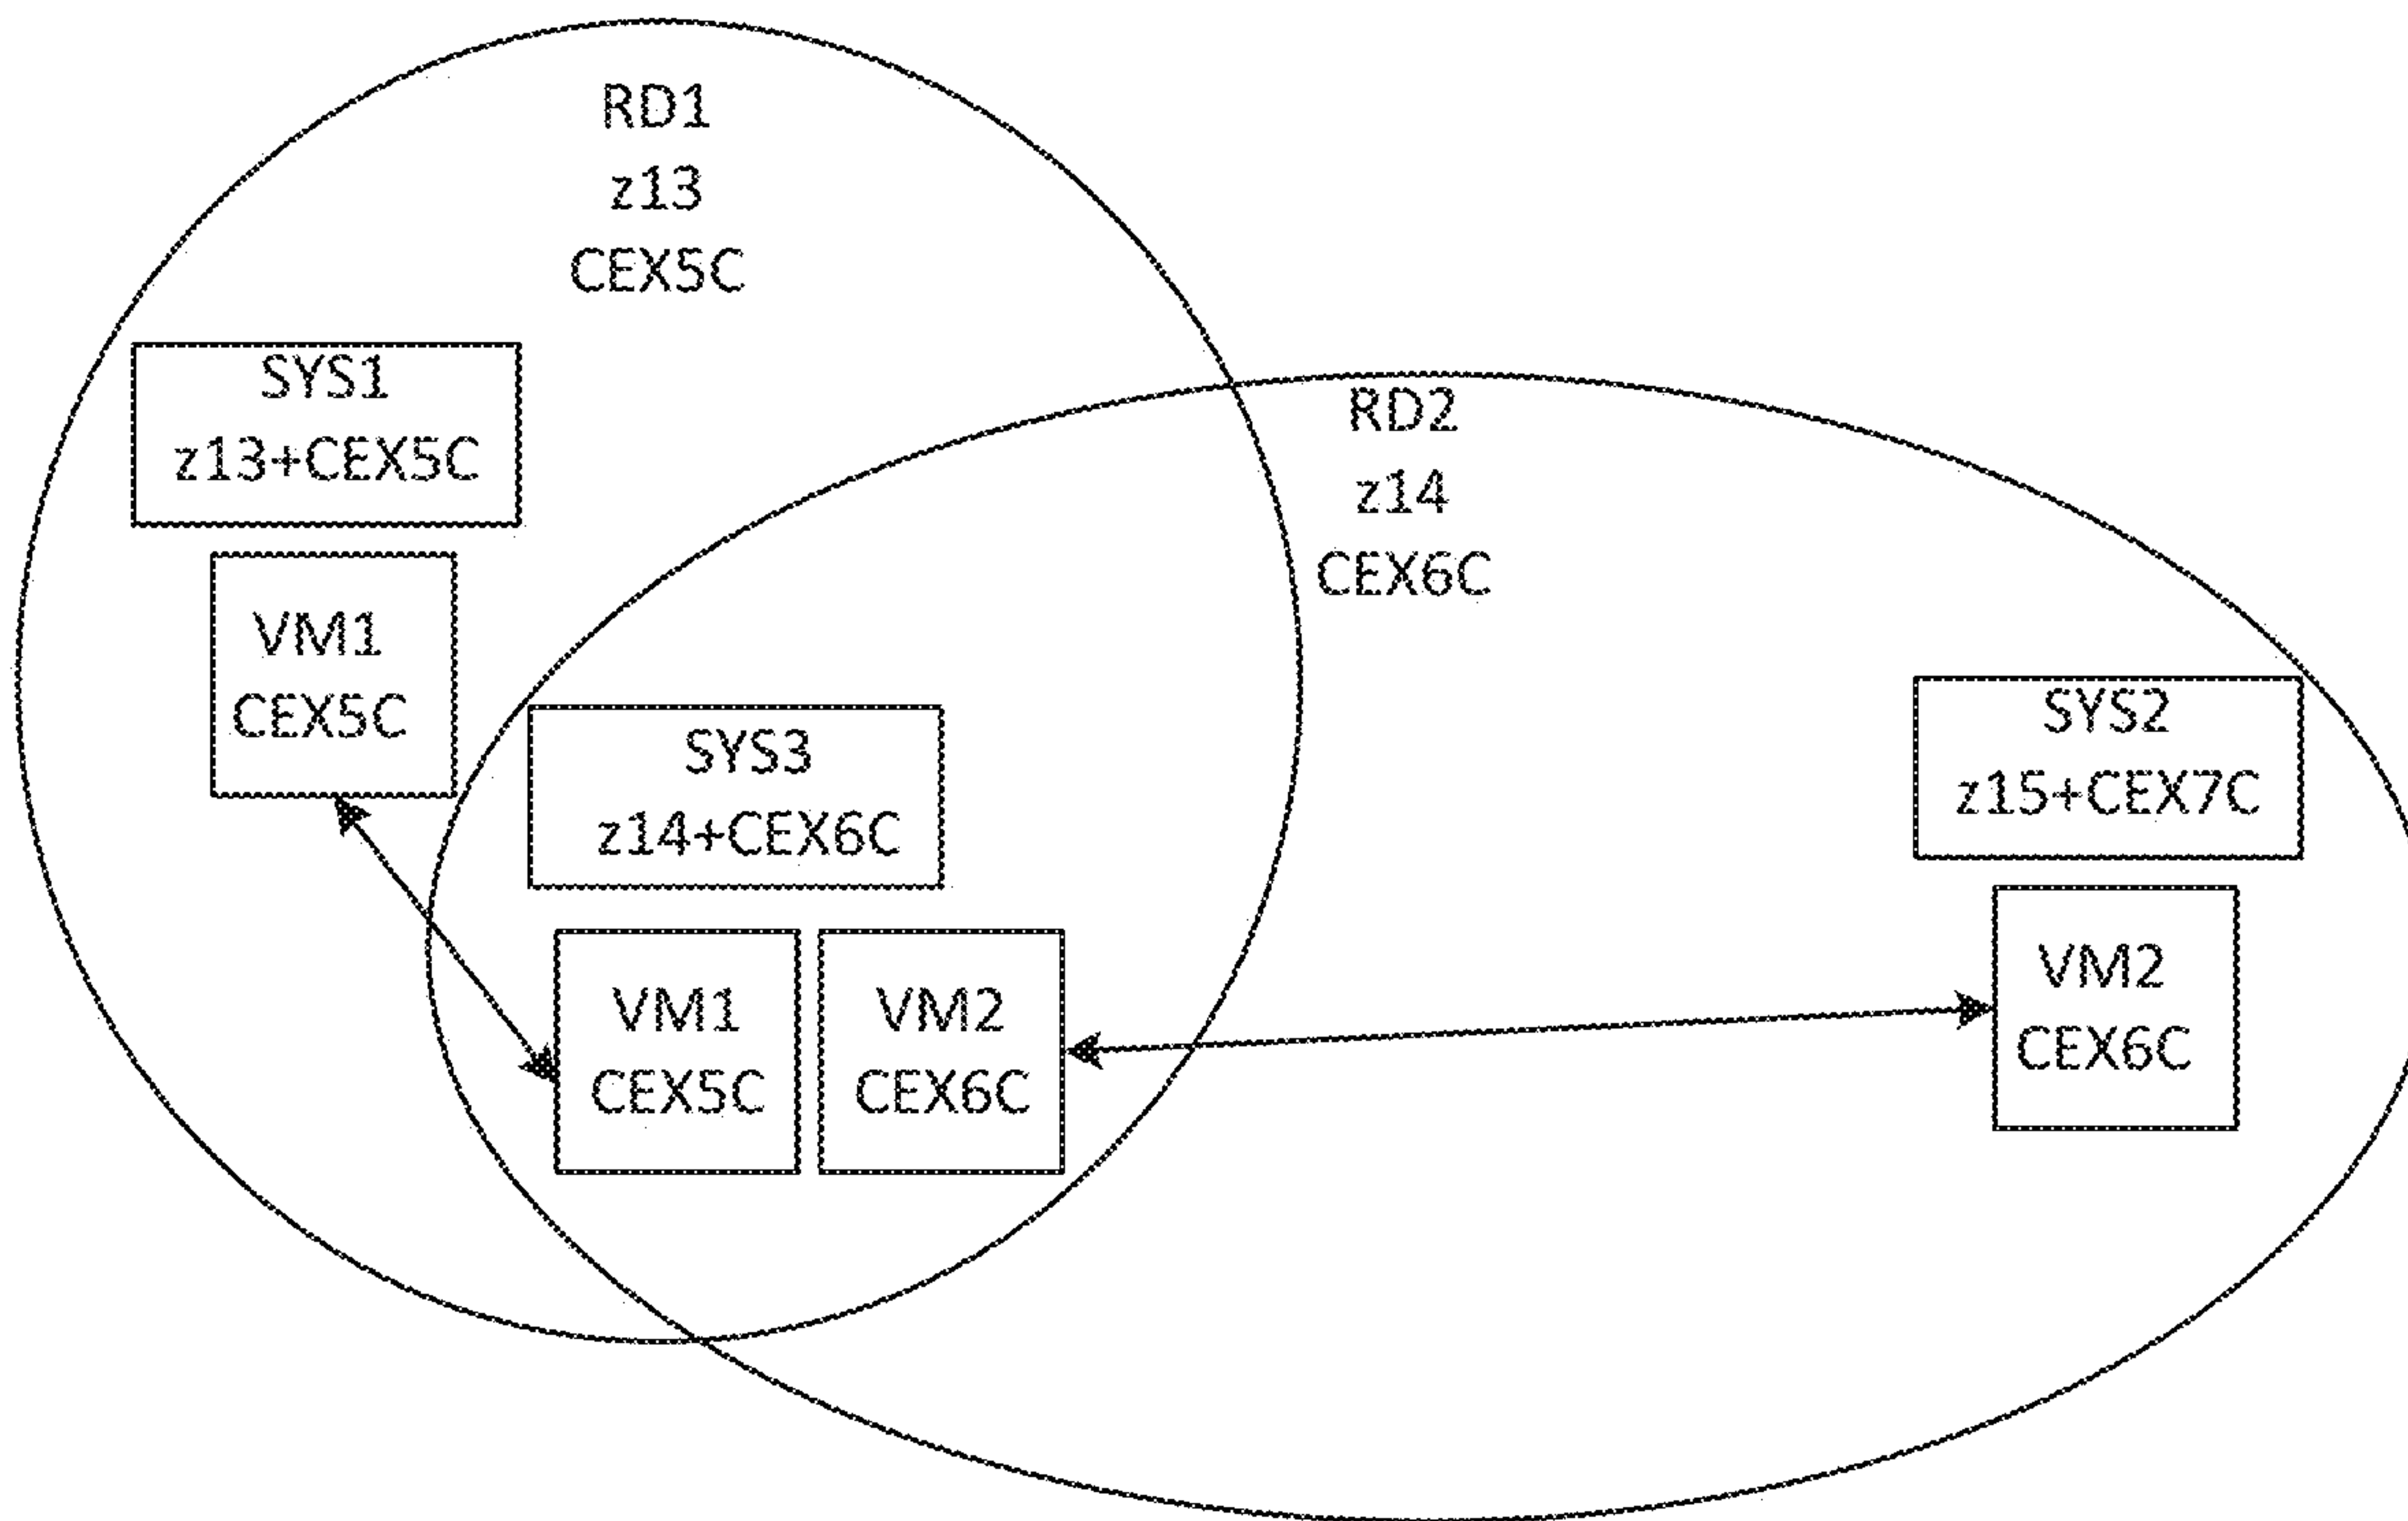 RD1
z13
CEX5C
SYS1
z13+CEX5C
VM1
CEX5C
RD2
z14
CEX6C
SYS3
z14+CEX6C
VM1
CEX5C
VM2
CEX6C
SYS2
z15+CEX7C
VM2
CEX6C